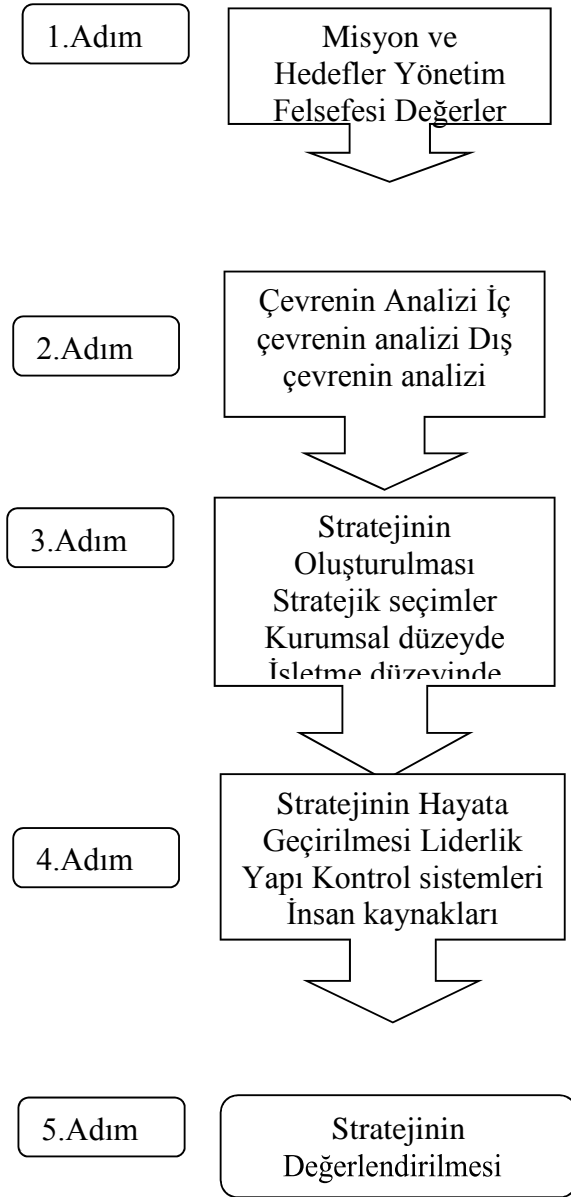 1.Adım
Misyon ve
Hedefler Yönetim
Felsefesi Değerler
2.Adım
Çevrenin Analizi İç
çevrenin analizi Dış
çevrenin analizi
3.Adım
Stratejinin
Oluşturulması
Stratejik seçimler
Kurumsal düzeyde
İşletme düzeyinde
4.Adım
Stratejinin Hayata
Geçirilmesi Liderlik
Yapı Kontrol sistemleri
İnsan kaynakları
5.Adım
Stratejinin
Değerlendirilmesi